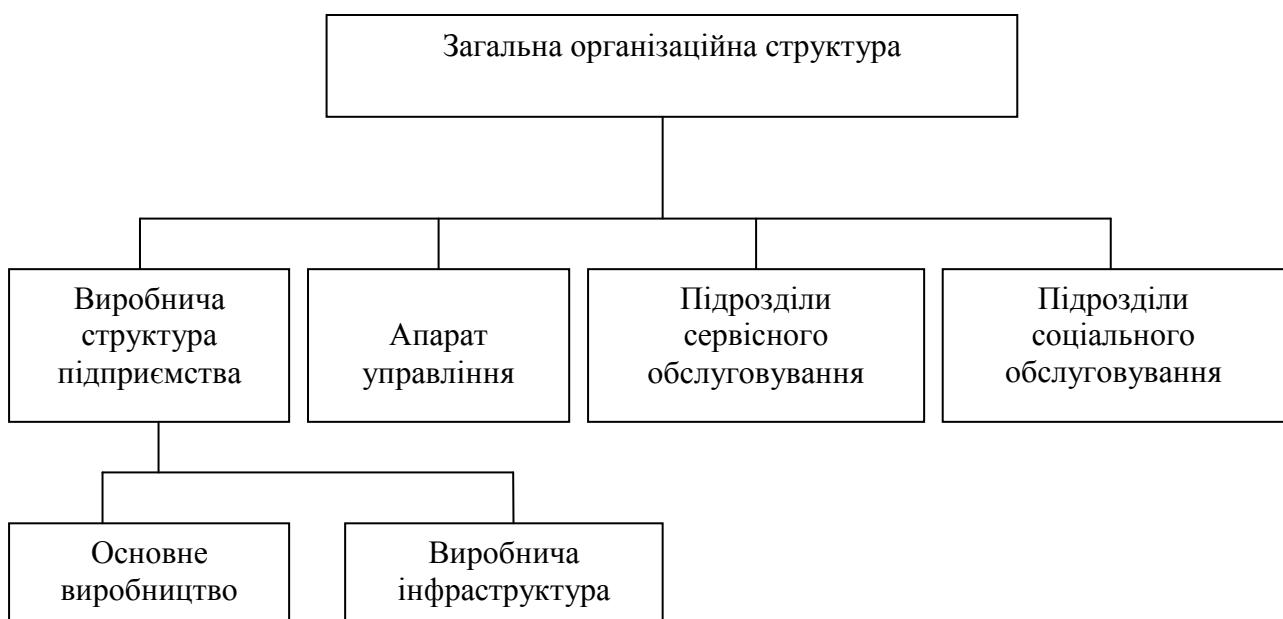 Загальна організаційна структура
Виробнича
структура
підприємства
Апарат
управління
Підрозділи
сервісного
обслуговування
Підрозділи
соціального
обслуговування
Основне
виробництво
Виробнича
інфраструктура